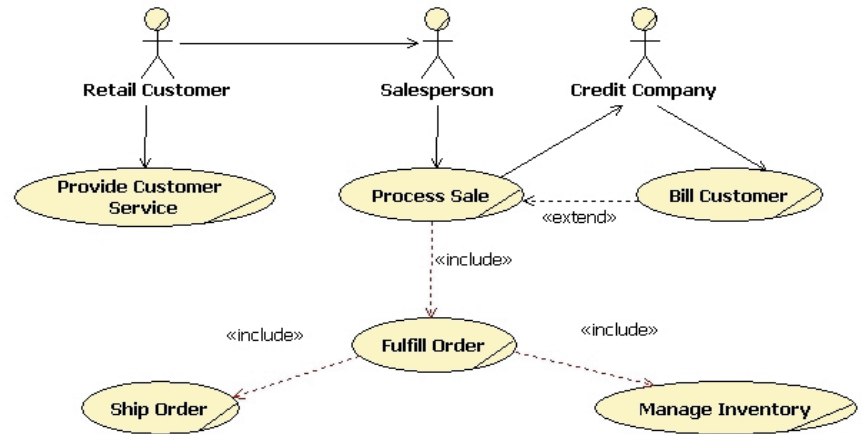 Retail Customer
Salesperson
Credit Company
Provide Customer
Service
Process Sale
Bill Customer
«extend»
«include»
«include»
Fulfill Order
«include»
Ship Order
Manage Inventory